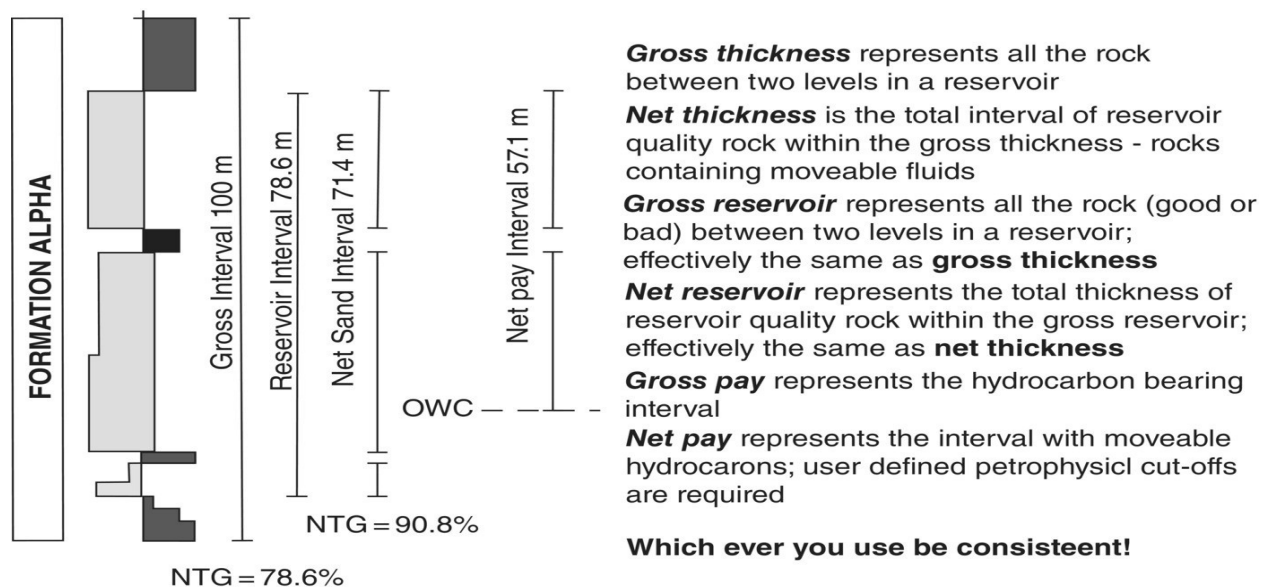 FORMATION ALPHA
Gross Interval 100 m
Reservoir Interval 78.6 m
Net Sand Interval 71.4 m
Net pay Interval 57.1 m
OWC
NTG = 90.8%
NTG = 78.6%
Gross thickness represents all the rock
between two levels in a reservoir
Net thickness is the total interval of reservoir
quality rock within the gross thickness - rocks
containing moveable fluids
Gross reservoir represents all the rock (good or
bad) between two levels in a reservoir;
effectively the same as gross thickness
Net reservoir represents the total thickness of
reservoir quality rock within the gross reservoir;
effectively the same as net thickness
Gross pay represents the hydrocarbon bearing
interval
Net pay represents the interval with moveable
hydrocarons; user defined petrophysicl cut-offs
are required
Which ever you use be consisteent!